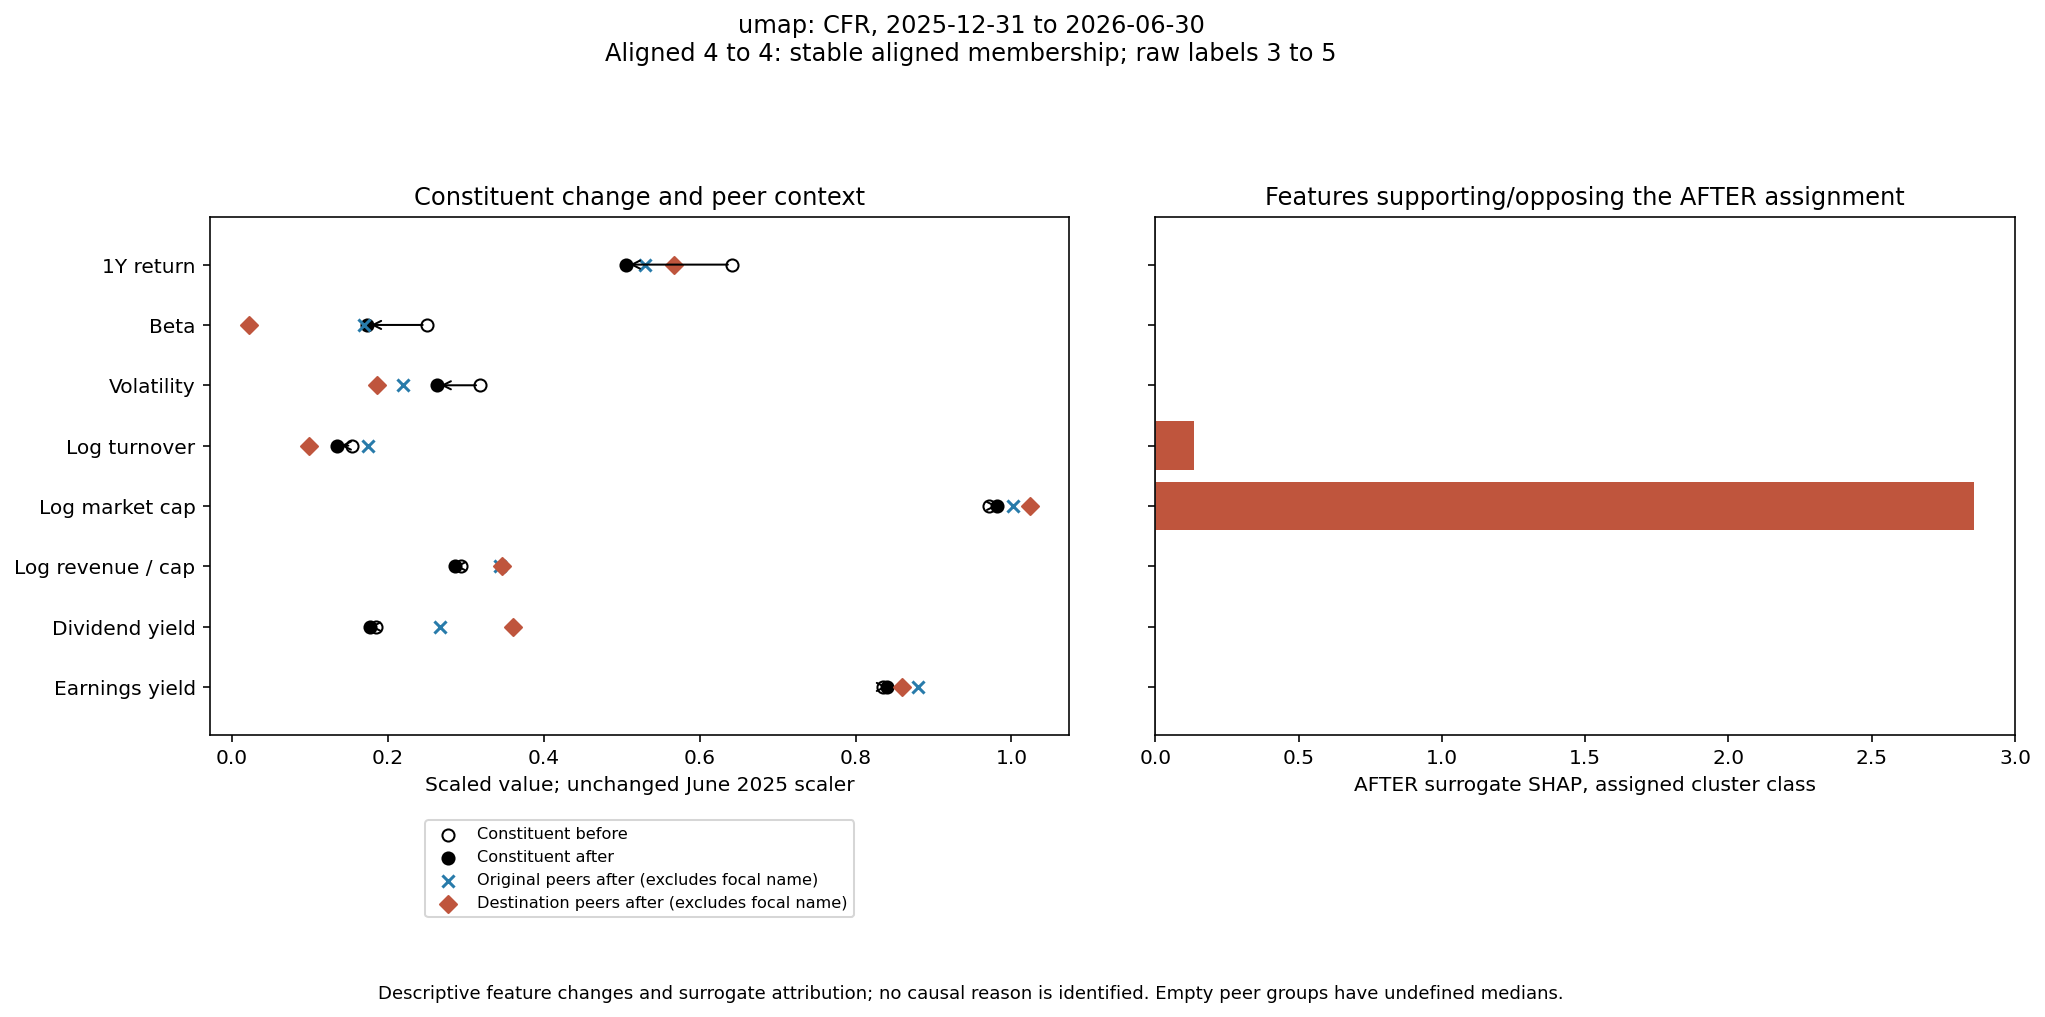 umap: CFR, 2025-12-31 to 2026-06-30
Aligned 4 to 4: stable aligned membership; raw labels 3 to 5
Constituent change and peer context
1Y return
Beta
Volatility
Log turnover
Log market cap
Log revenue / cap
Dividend yield
Earnings yield
0.0 0.2 0.4 0.6 0.8 1.0
Scaled value; unchanged June 2025 scaler
Constituent before
Constituent after
Original peers after (excludes focal name)
Destination peers after (excludes focal name)
Features supporting/opposing the AFTER assignment
0.0 0.5 1.0 1.5 2.0 2.5 3.0
AFTER surrogate SHAP, assigned cluster class
Descriptive feature changes and surrogate attribution; no causal reason is identified. Empty peer groups have undefined medians.